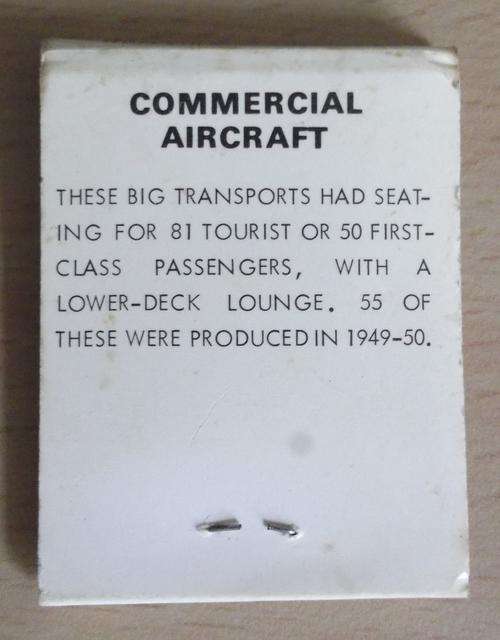 COMMERCIAL
AIRCRAFT
THESE BIG TRANSPORTS HAD SEAT-
ING FOR 81 TOURIST OR 50 FIRST-
CLASS PASSENGERS, WITH A
LOWER-DECK LOUNGE. 55 OF
THESE WERE PRODUCED IN 1949-50.